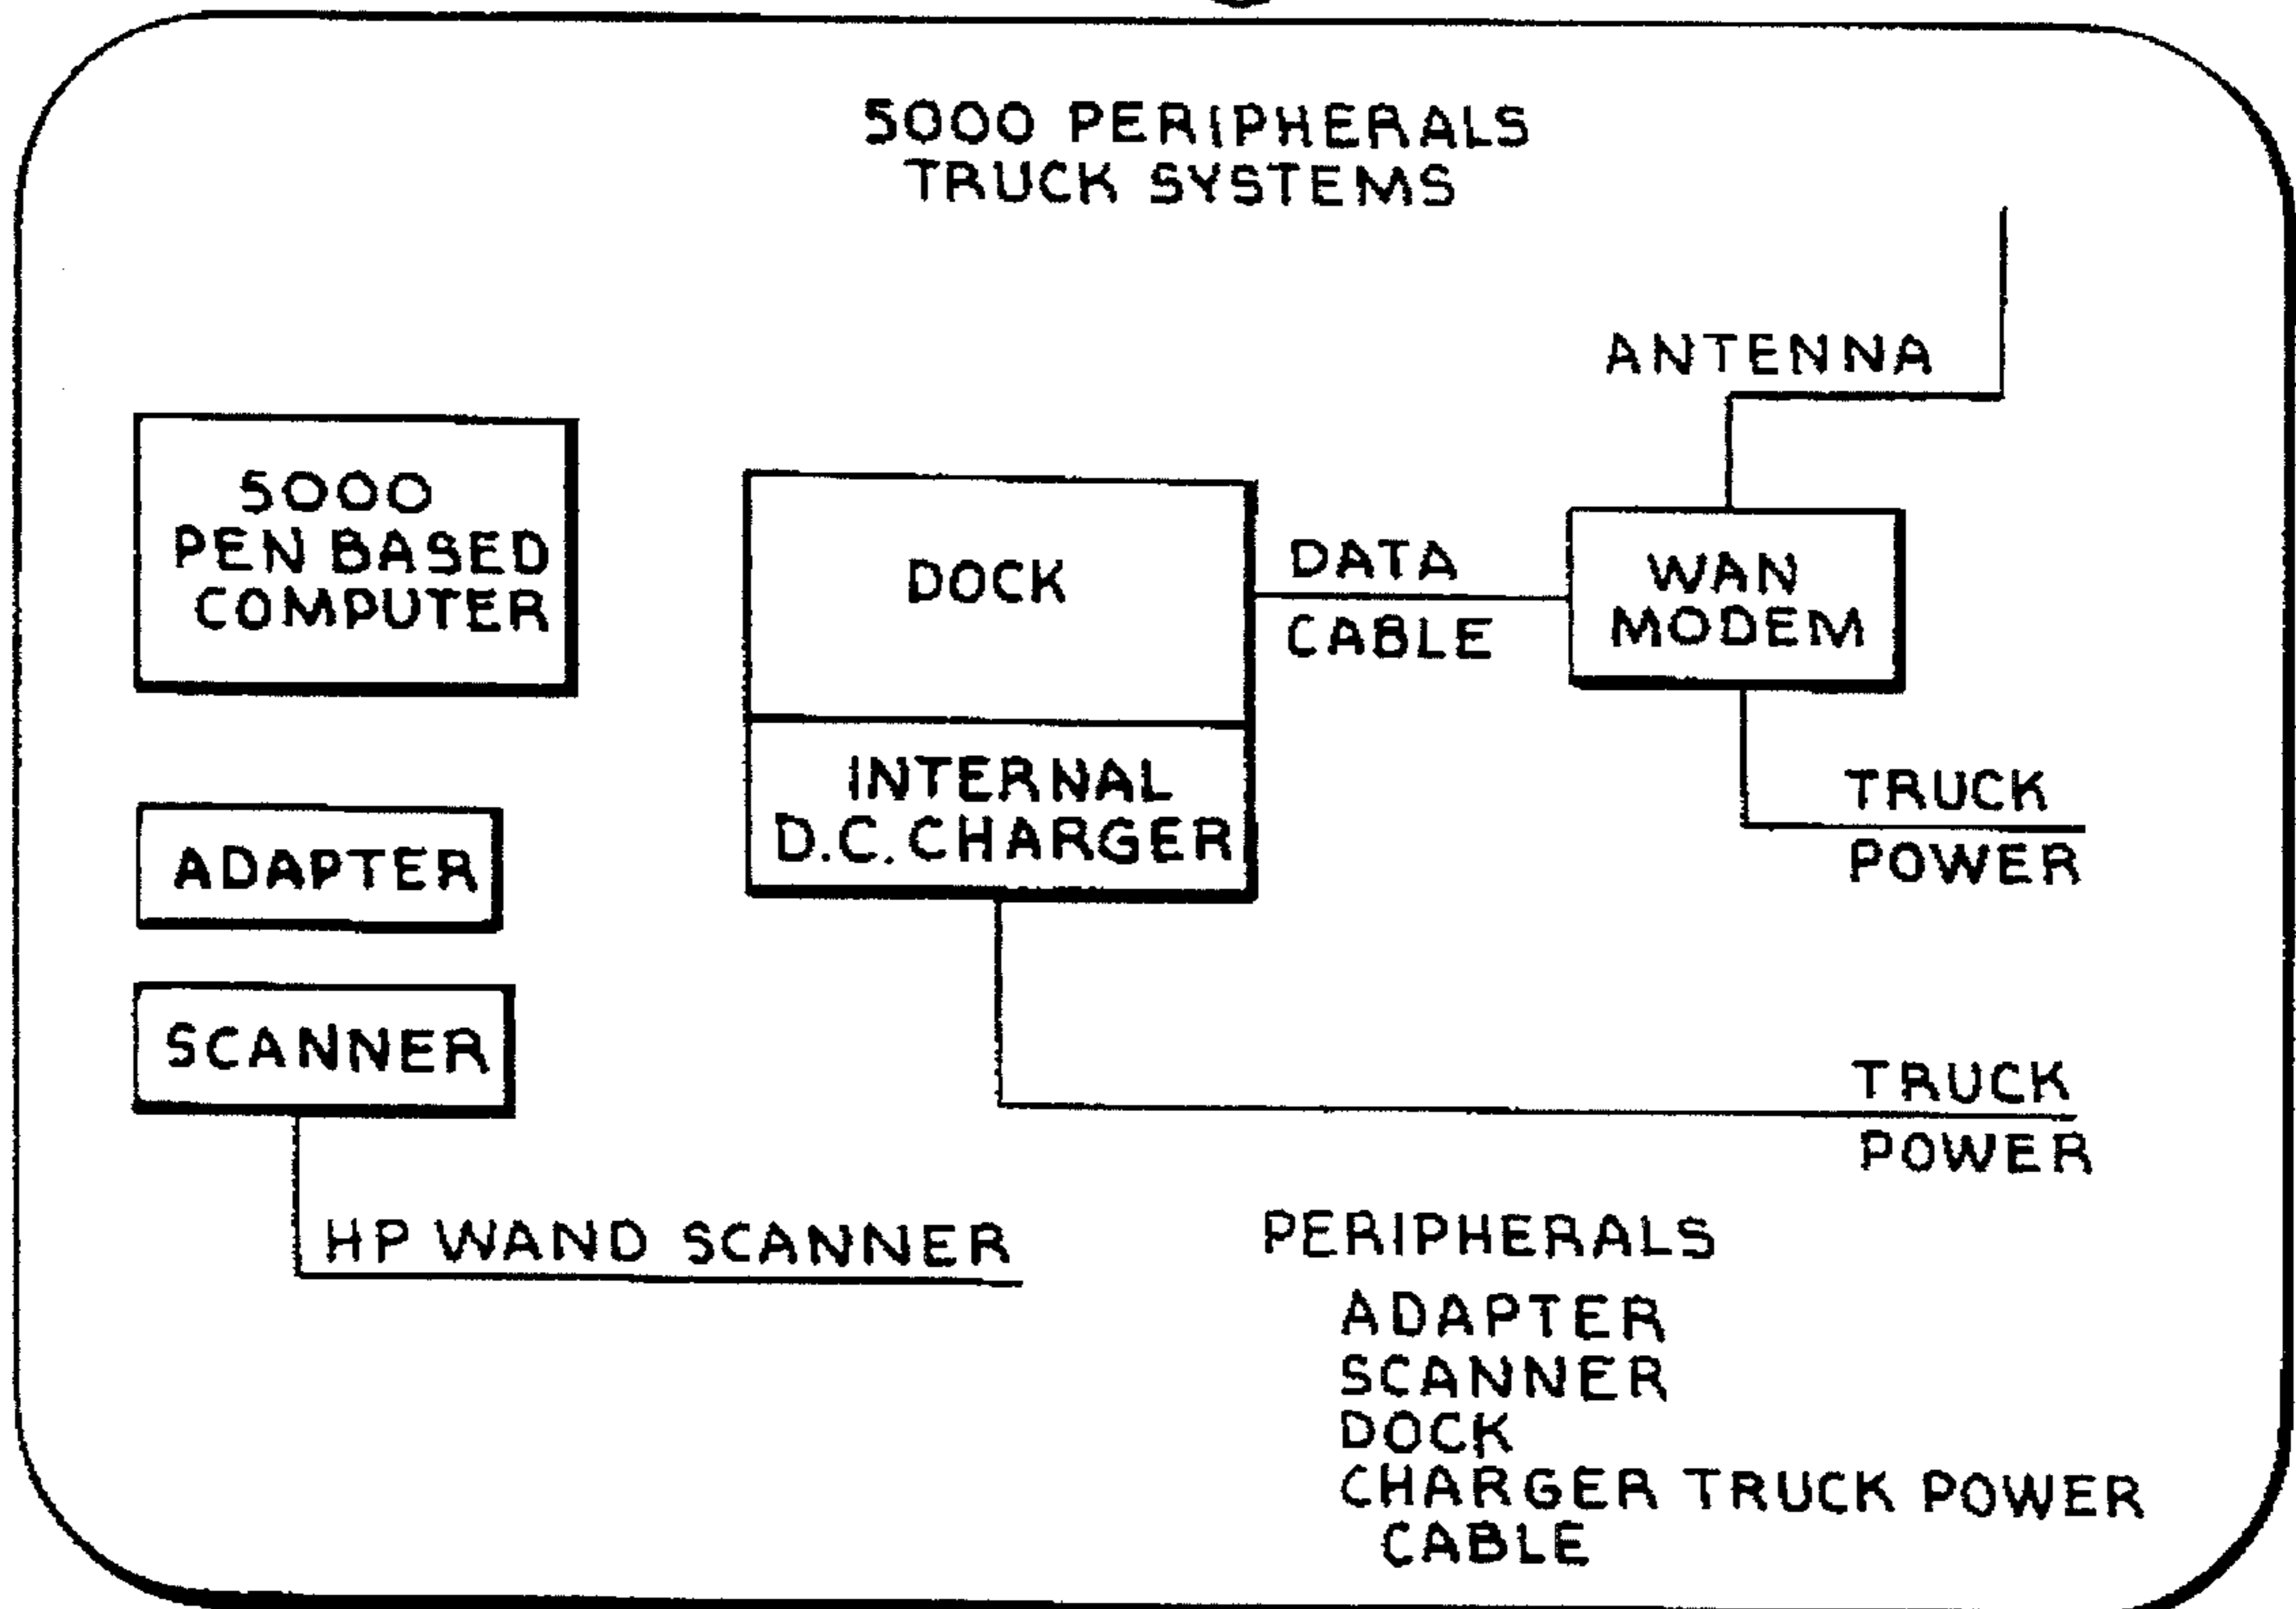 5000 PERIPHERALS
TRUCK SYSTEMS
ANTENNA
5000
PEN BASED
COMPUTER
DOCK
DATA
CABLE
WAN
MODEM
INTERNAL
D.C. CHARGER
TRUCK
POWER
ADAPTER
SCANNER
TRUCK
POWER
HP WAND SCANNER
PERIPHERALS
ADAPTER
SCANNER
DOCK
CHARGER TRUCK POWER
CABLE